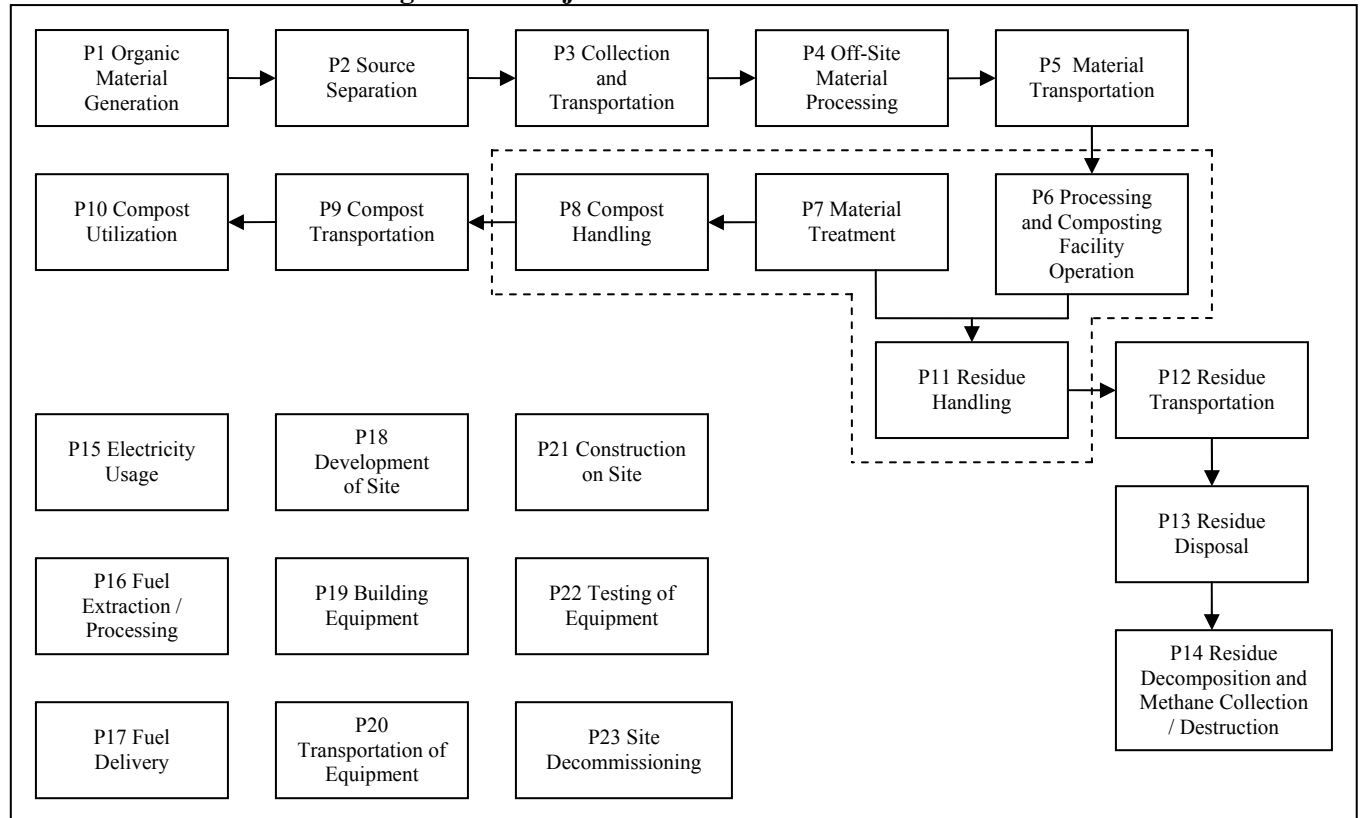 P1 Organic
Material
Generation
P2 Source
Separation
P3 Collection
and
Transportation
P4 Off-Site
Material
Processing
P5 Material
Transportation
P10 Compost
Utilization
P9 Compost
Transportation
P8 Compost
Handling
P7 Material
Treatment
P6 Processing
and Composting
Facility
Operation
P11 Residue
Handling
P12 Residue
Transportation
P15 Electricity
Usage
P18
Development
of Site
P21 Construction
on Site
P13 Residue
Disposal
P16 Fuel
Extraction /
Processing
P19 Building
Equipment
P22 Testing of
Equipment
P14 Residue
Decomposition and
Methane Collection
/ Destruction
P17 Fuel
Delivery
P20
Transportation of
Equipment
P23 Site
Decommissioning